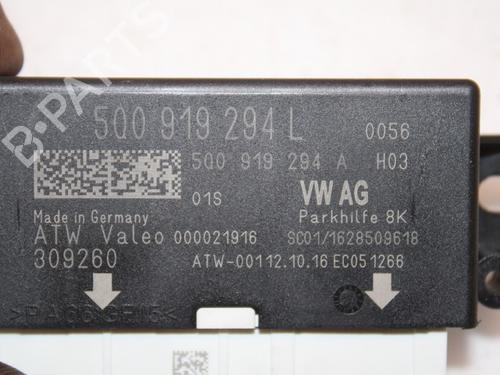 5Q0 919 294 L 0056
5Q0 919 294 A H03
01S VW AG
Made in Germany Parkhilfe 8K
ATW Valeo 000021916 SC01/1628509618
309260 ATW-001 12.10.16 EC05 1266
B-PARTS